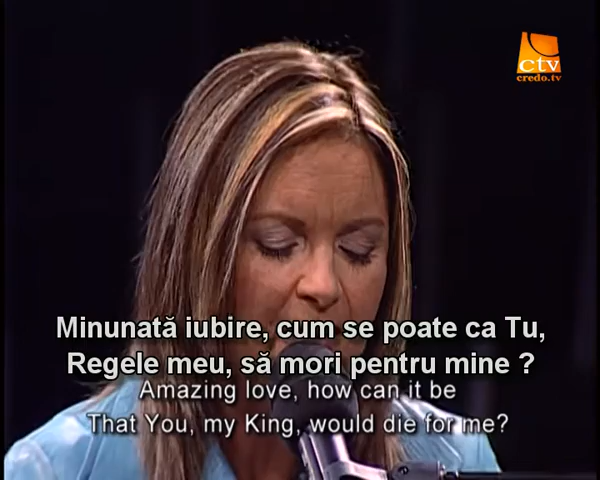 ctv
credo.tv
Minunată iubire, cum se poate ca Tu,
Regele meu, să mori pentru mine ?
Amazing love, how can it be
That You, my King, would die for me?